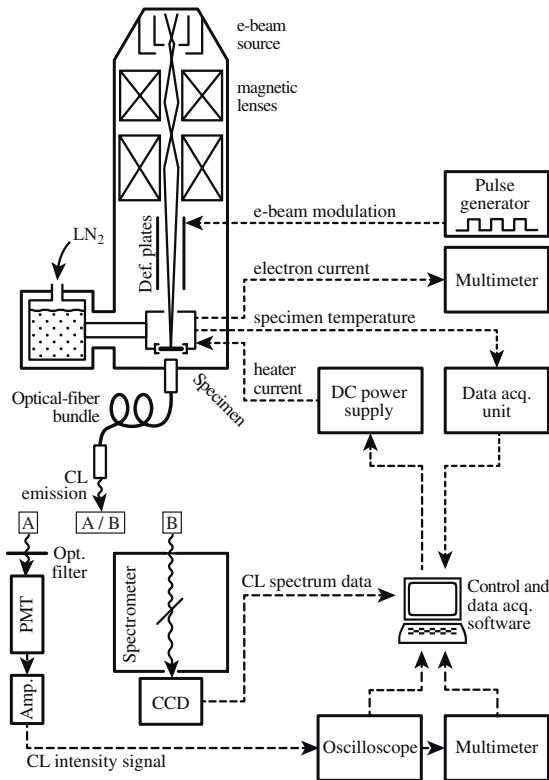 e-beam
source
magnetic
lenses
Pulse
generator
e-beam modulation
Def. plates
LN2
electron current
Multimeter
specimen temperature
heater
current
DC power
supply
Data acq.
unit
Specimen
Optical-fiber
bundle
CL
emission
A
A / B
B
Opt.
filter
PMT
Amp.
Spectrometer
CCD
CL spectrum data
Control and
data acq.
software
CL intensity signal
Oscilloscope
Multimeter